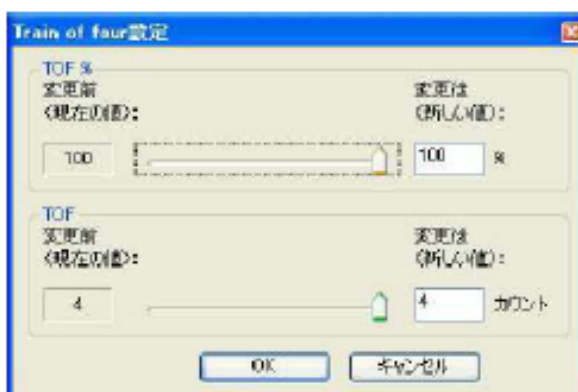 Train of four設定
TOF %
変更前 変更後
(現在の値): (新しい値):
100 100 %
TOF
変更前 変更後
(現在の値): (新しい値):
4 4 カウント
OK キャンセル